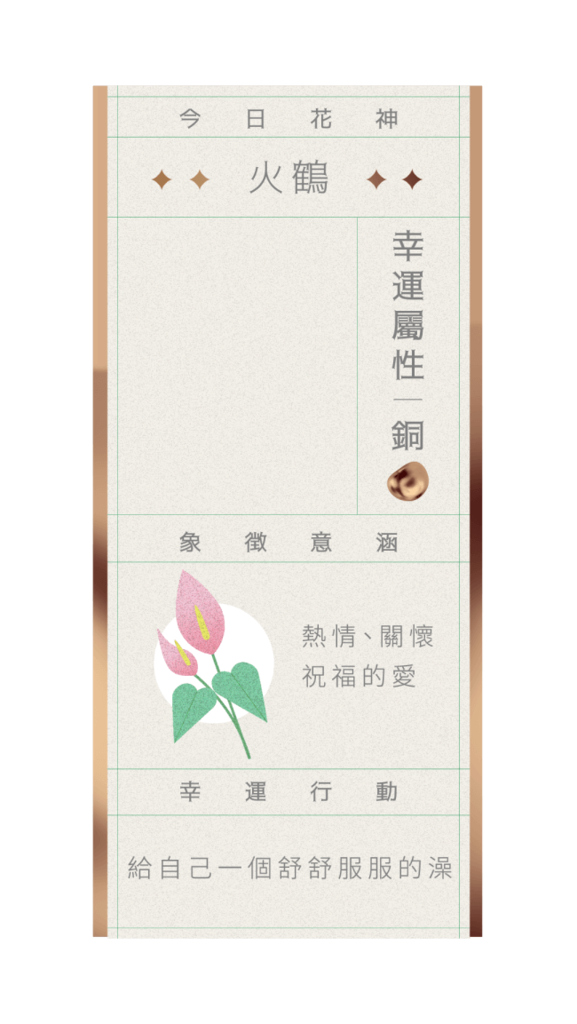 今日花神
火鶴
幸運屬性｜銅
象徵意涵
熱情、關懷
祝福的愛
幸運行動
給自己一個舒舒服服的澡